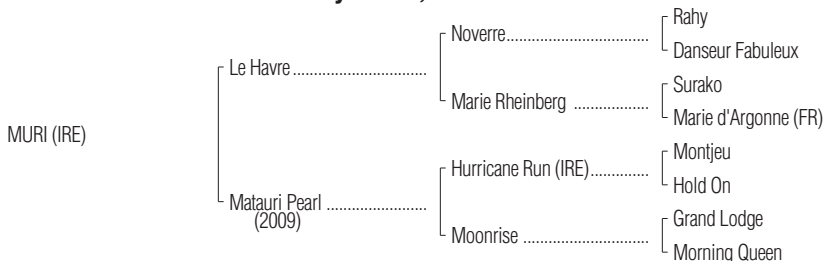 Rahy
Noverre
Danseur Fabuleux
Le Havre
Surako
Marie Rheinberg
Marie d'Argonne (FR)
MURI (IRE)
Montjeu
Hurricane Run (IRE)
Hold On
Matauri Pearl
(2009)
Grand Lodge
Moonrise
Morning Queen